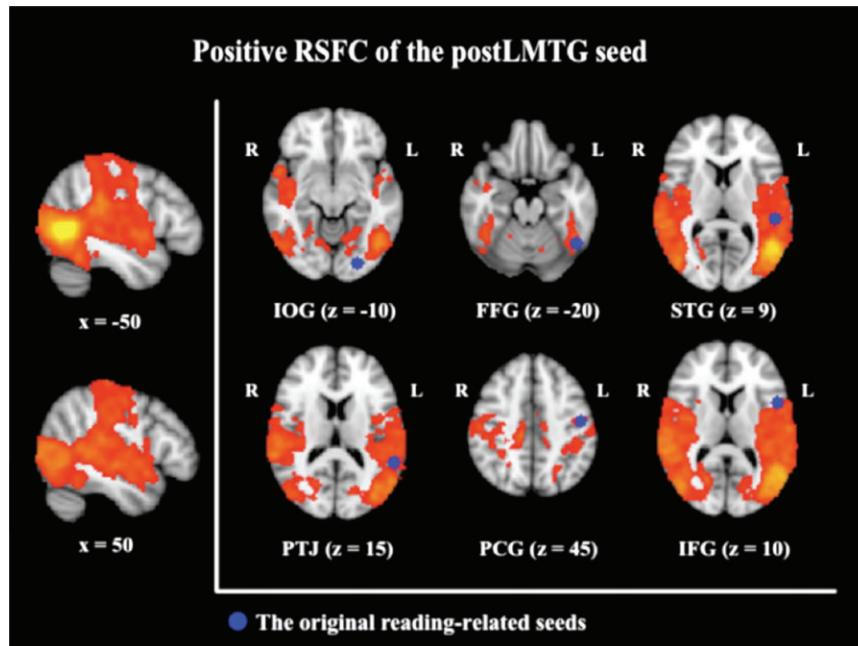 Positive RSFC of the postLMTG seed
R L R L R L
x = -50
IOG (z = -10) FFG (z = -20) STG (z = 9)
R L R L R L
x = 50
PTJ (z = 15) PCG (z = 45) IFG (z = 10)
The original reading-related seeds